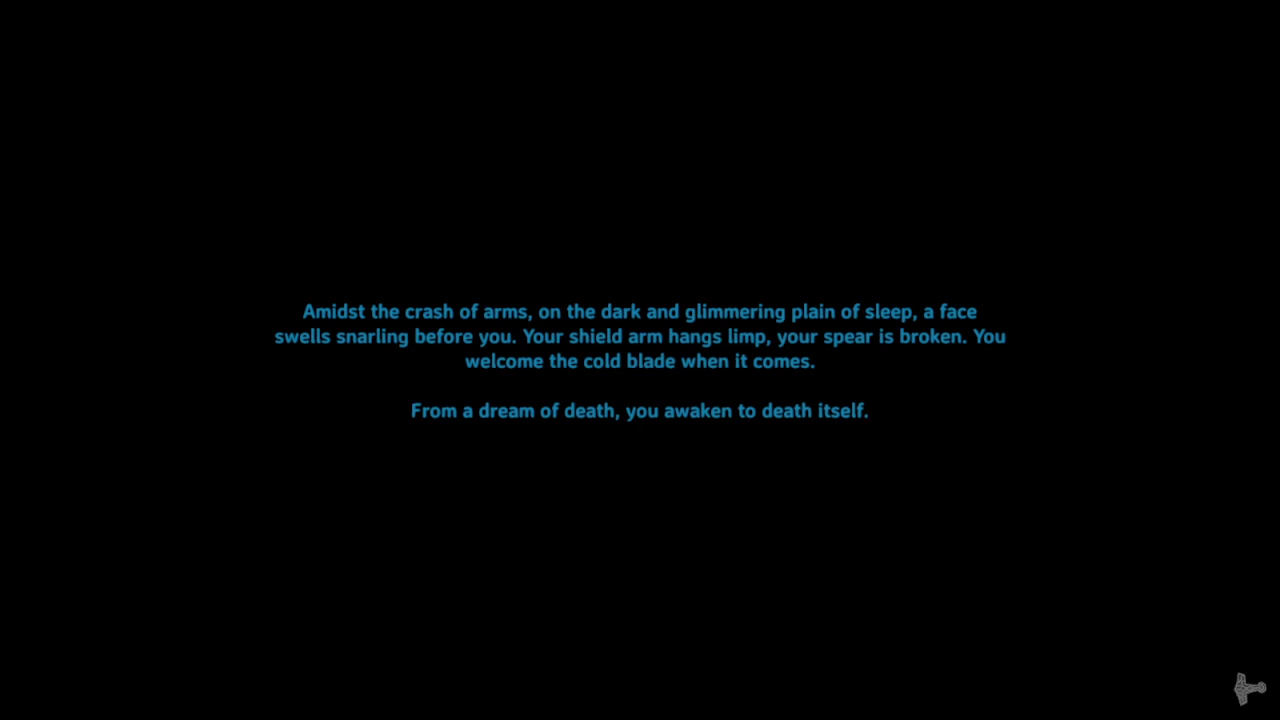 Amidst the crash of arms, on the dark and glimmering plain of sleep, a face
swells snarling before you. Your shield arm hangs limp, your spear is broken. You
welcome the cold blade when it comes.
From a dream of death, you awaken to death itself.